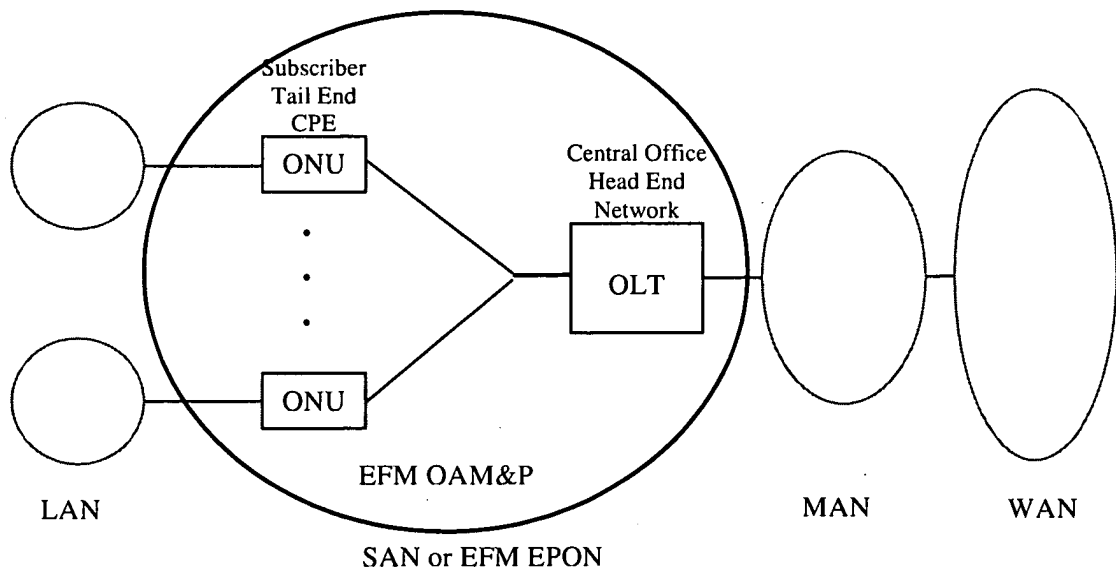 Subscriber
Tail End
CPE
ONU
Central Office
Head End
Network
OLT
ONU
EFM OAM&P
LAN
MAN
WAN
SAN or EFM EPON